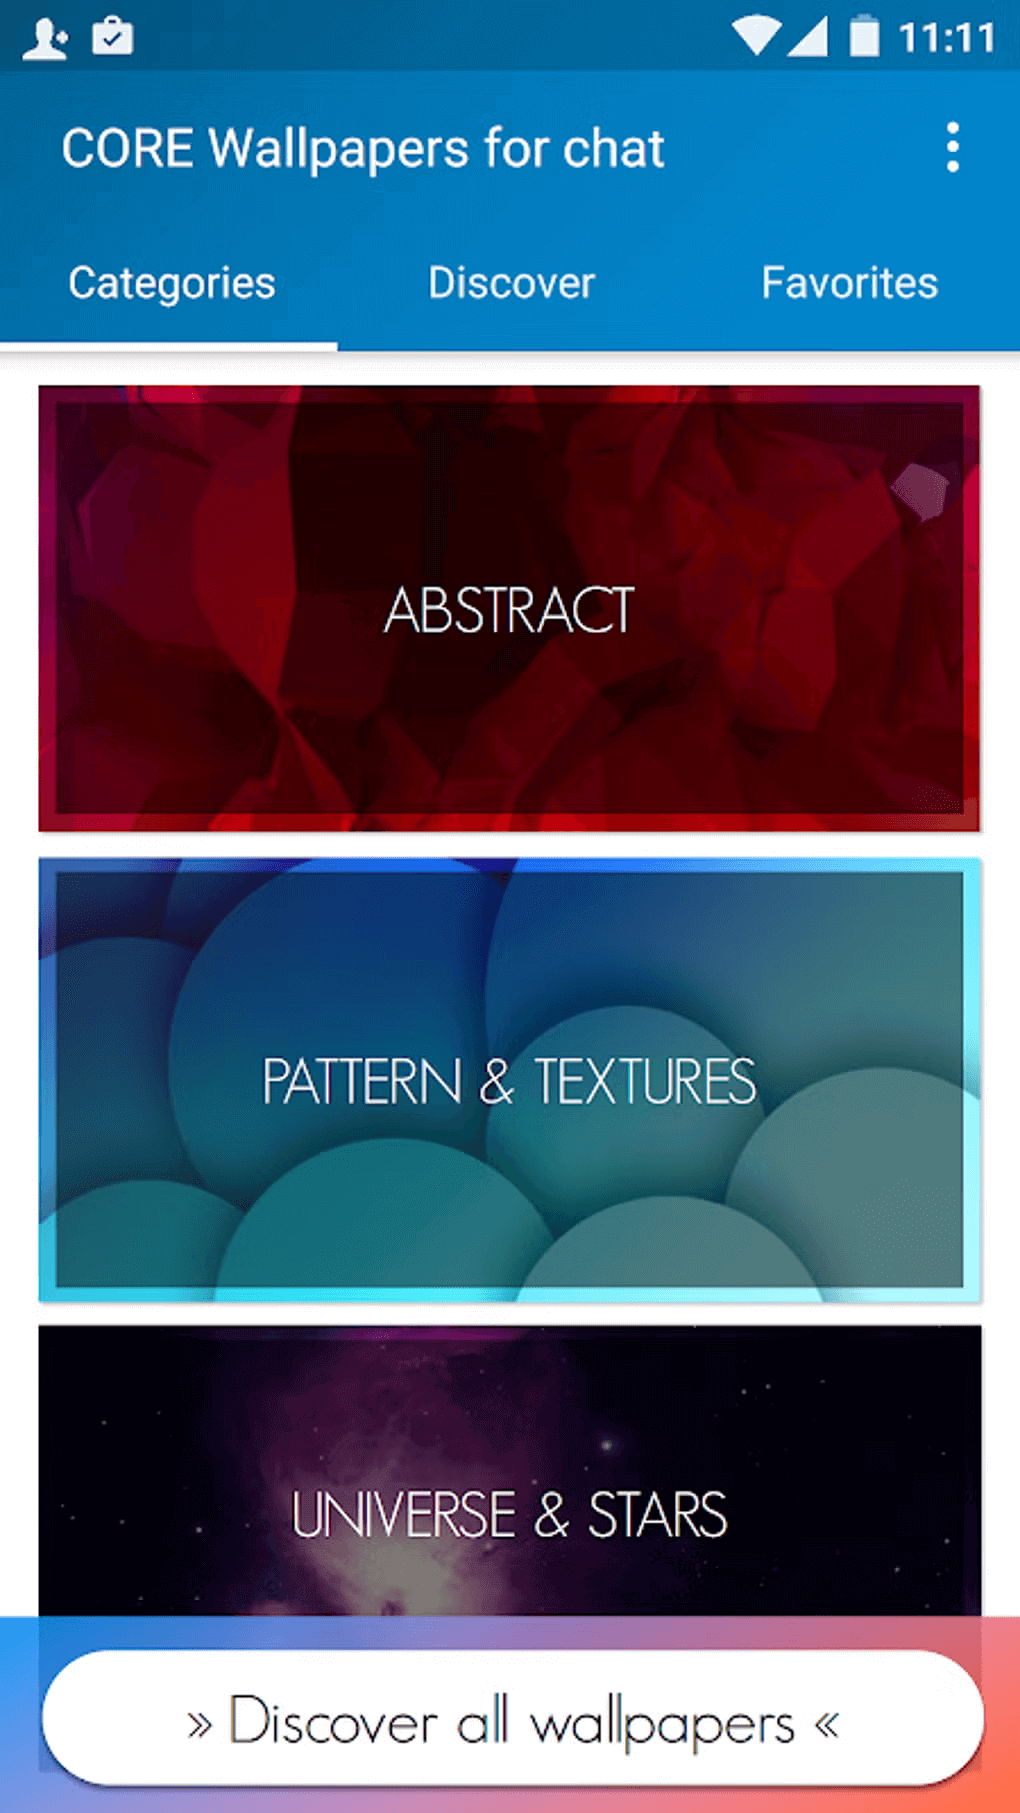 11:11
CORE Wallpapers for chat
Categories Discover Favorites
ABSTRACT
PATTERN & TEXTURES
UNIVERSE & STARS
» Discover all wallpapers «